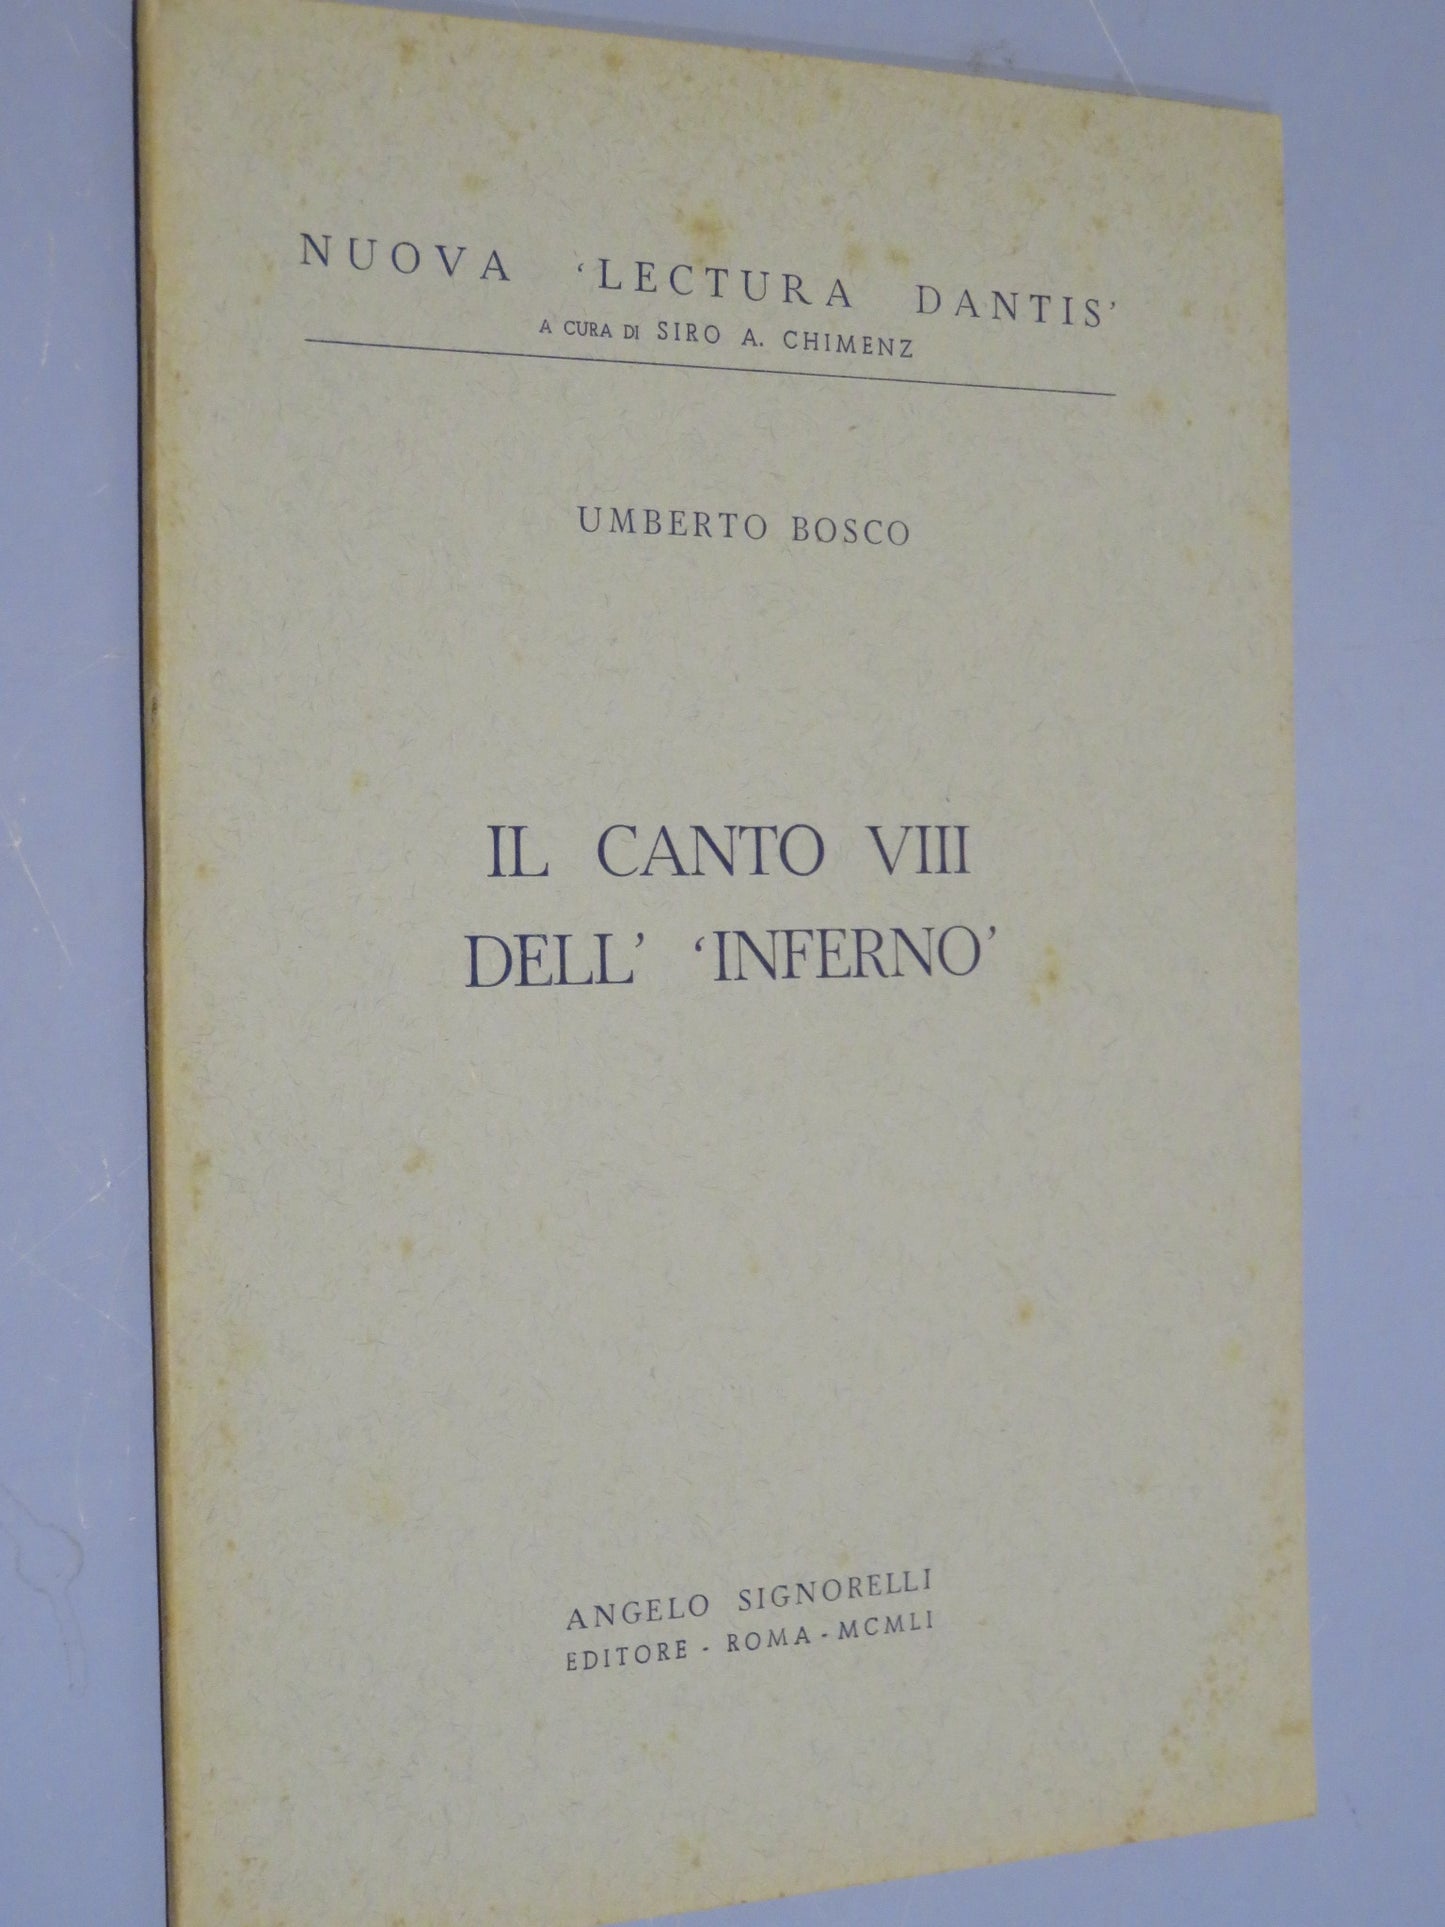 NUOVA ‘LECTURA DANTIS’
A CURA DI SIRO A. CHIMENZ
UMBERTO BOSCO
IL CANTO VIII
DELL’ ‘INFERNO’
ANGELO SIGNORELLI
EDITORE - ROMA - MCMLI